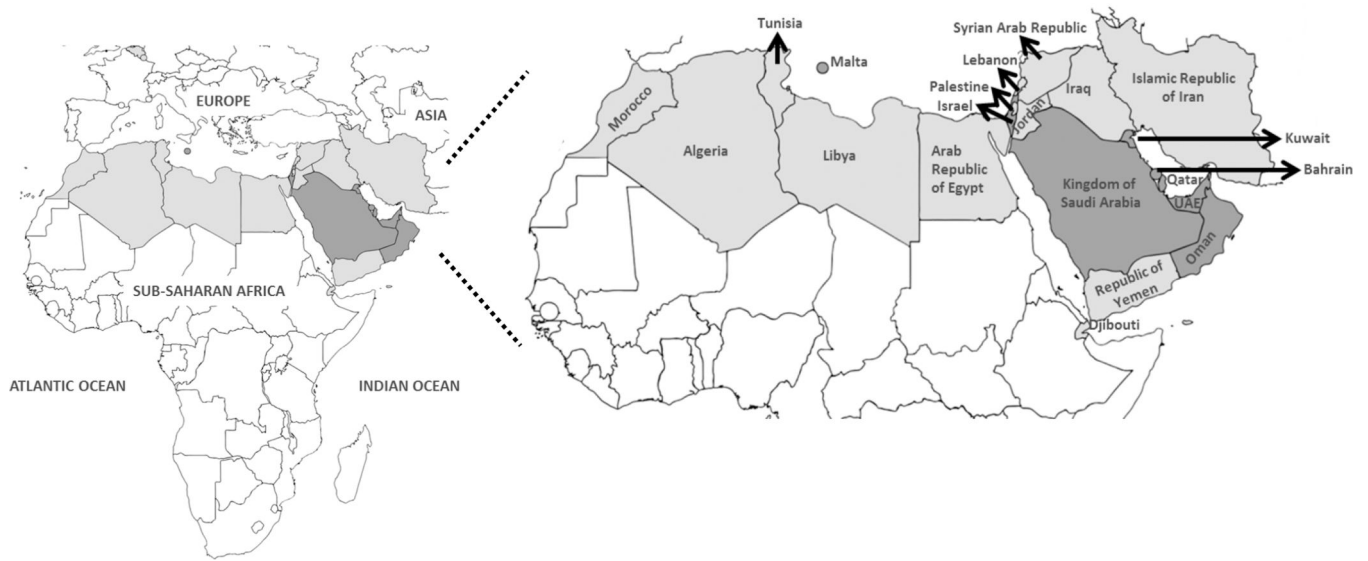 EUROPE
ASIA
SUB-SAHARAN AFRICA
ATLANTIC OCEAN
INDIAN OCEAN
Tunisia
Malta
Syrian Arab Republic
Lebanon
Palestine
Israel
Jordan
Iraq
Islamic Republic
of Iran
Kuwait
Bahrain
Qatar
UAE
Oman
Kingdom of
Saudi Arabia
Republic of
Yemen
Djibouti
Morocco
Algeria
Libya
Arab
Republic
of Egypt